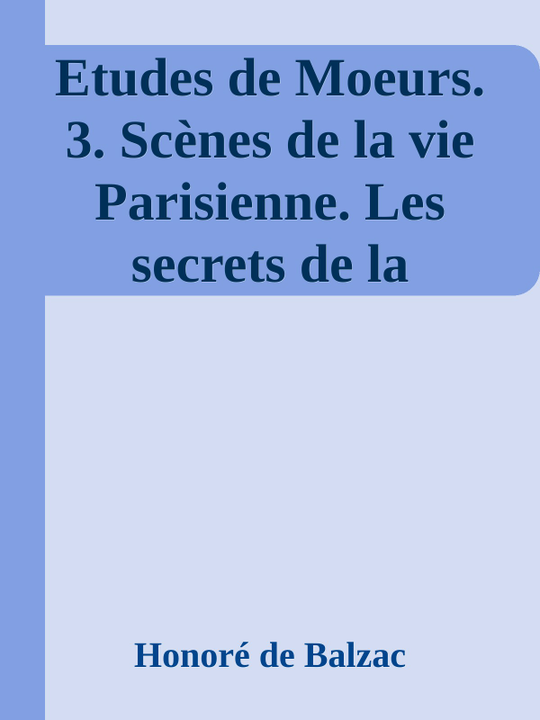 Etudes de Moeurs.
3. Scènes de la vie
Parisienne. Les
secrets de la
Honoré de Balzac